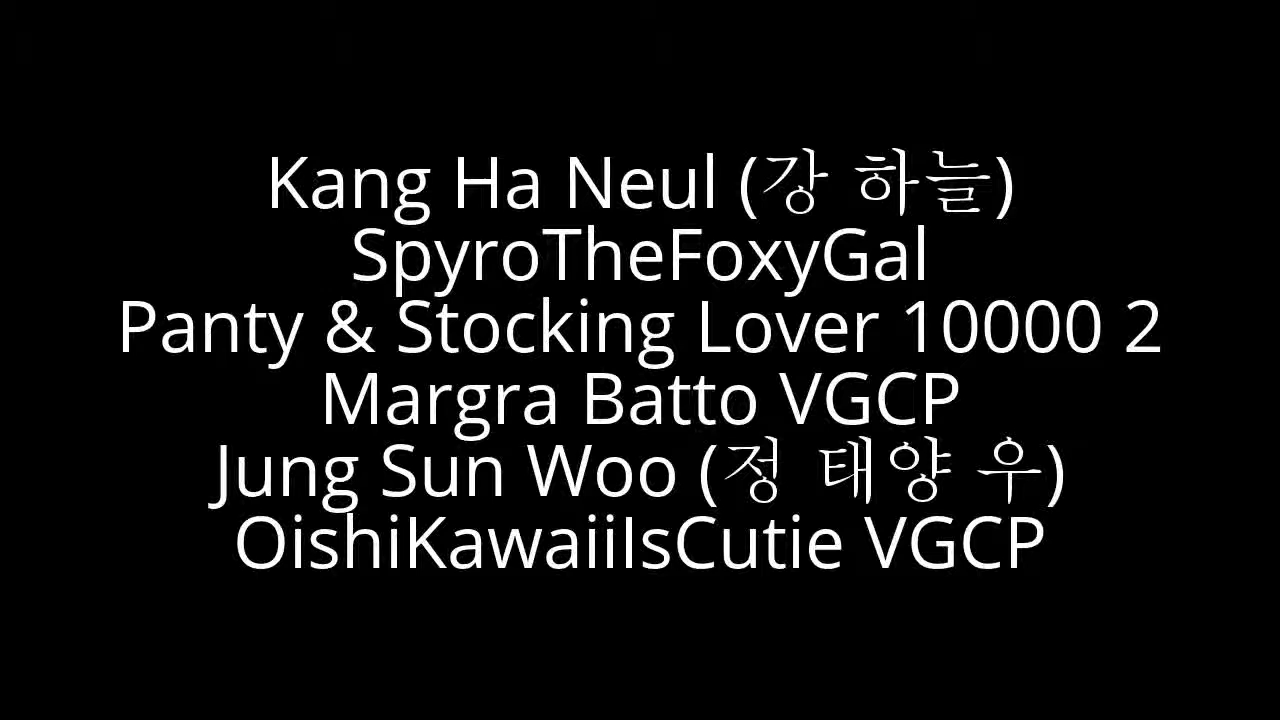 Kang Ha Neul (강 하늘)
SpyroTheFoxyGal
Panty & Stocking Lover 10000 2
Margra Batto VGCP
Jung Sun Woo (정 태양 우)
OishiKawaiiIsCutie VGCP